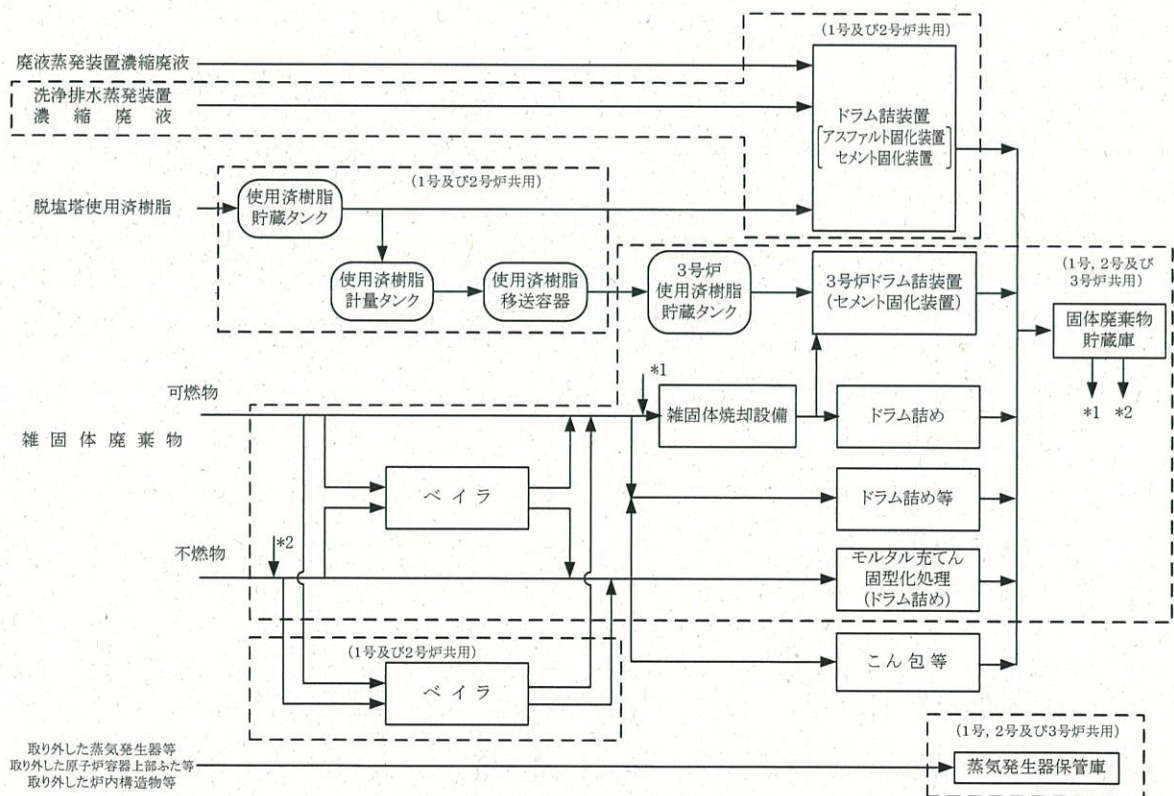 (1号及び2号炉共用)
廃液蒸発装置濃縮廃液
洗浄排水蒸発装置
濃縮廃液
ドラム詰装置
アスファルト固化装置
セメント固化装置
(1号及び2号炉共用)
脱塩塔使用済樹脂
使用済樹脂
貯蔵タンク
使用済樹脂
計量タンク
使用済樹脂
移送容器
3号炉
使用済樹脂
貯蔵タンク
3号炉ドラム詰装置
(セメント固化装置)
(1号,2号及び
3号炉共用)
固体廃棄物
貯蔵庫
*1
*2
可燃物
*1
雑固体焼却設備
ドラム詰め
雑固体廃棄物
ベイラ
ドラム詰め等
不燃物
*2
モルタル充てん
固型化処理
(ドラム詰め)
(1号及び2号炉共用)
ベイラ
こん包等
取り外した蒸気発生器等
取り外した原子炉容器上部ふた等
取り外した炉内構造物等
(1号,2号及び3号炉共用)
蒸気発生器保管庫